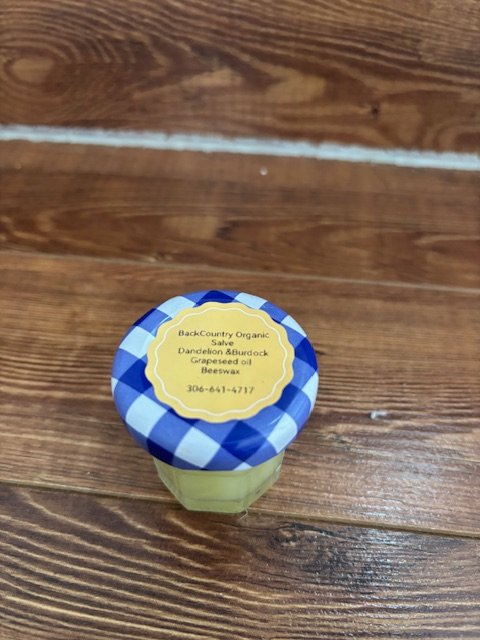 BackCountry Organic
Salve
Dandelion &Burdock
Grapeseed oil
Beeswax
306-641-4717